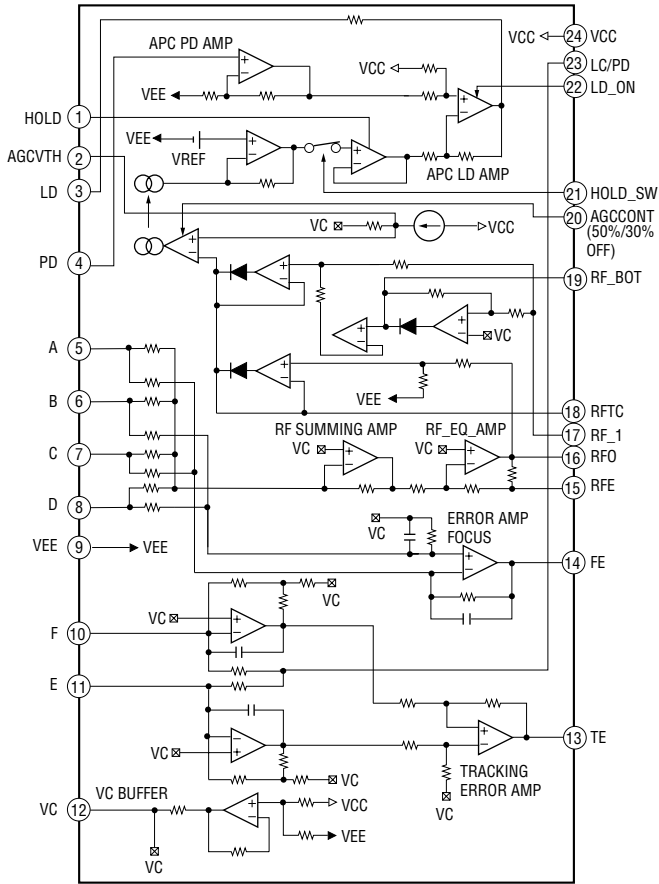 APC PD AMP
VCC
24 VCC
23 LC/PD
VCC
22 LD_ON
VEE
HOLD 1
VEE
VREF
APC LD AMP
AGCVTH 2
LD 3
21 HOLD_SW
VC
VCC
20 AGCCONT
(50%/30%
OFF)
PD 4
19 RF_BOT
VC
A 5
VEE
B 6
18 RFTC
RF SUMMING AMP
RF_EQ_AMP
17 RF_1
VC
VC
16 RFO
C 7
15 RFE
D 8
VC
ERROR AMP
FOCUS
VEE 9
VEE
14 FE
VC
VC
F 10
E 11
13 TE
VC
VC
TRACKING
ERROR AMP
VC
VC BUFFER
VC 12
VCC
VEE
VC
+
−
+
−
+
−
+
−
+
−
+
−
+
−
+
−
+
−
+
−
+
−
+
−
+
−
−
+
+
−
+
−